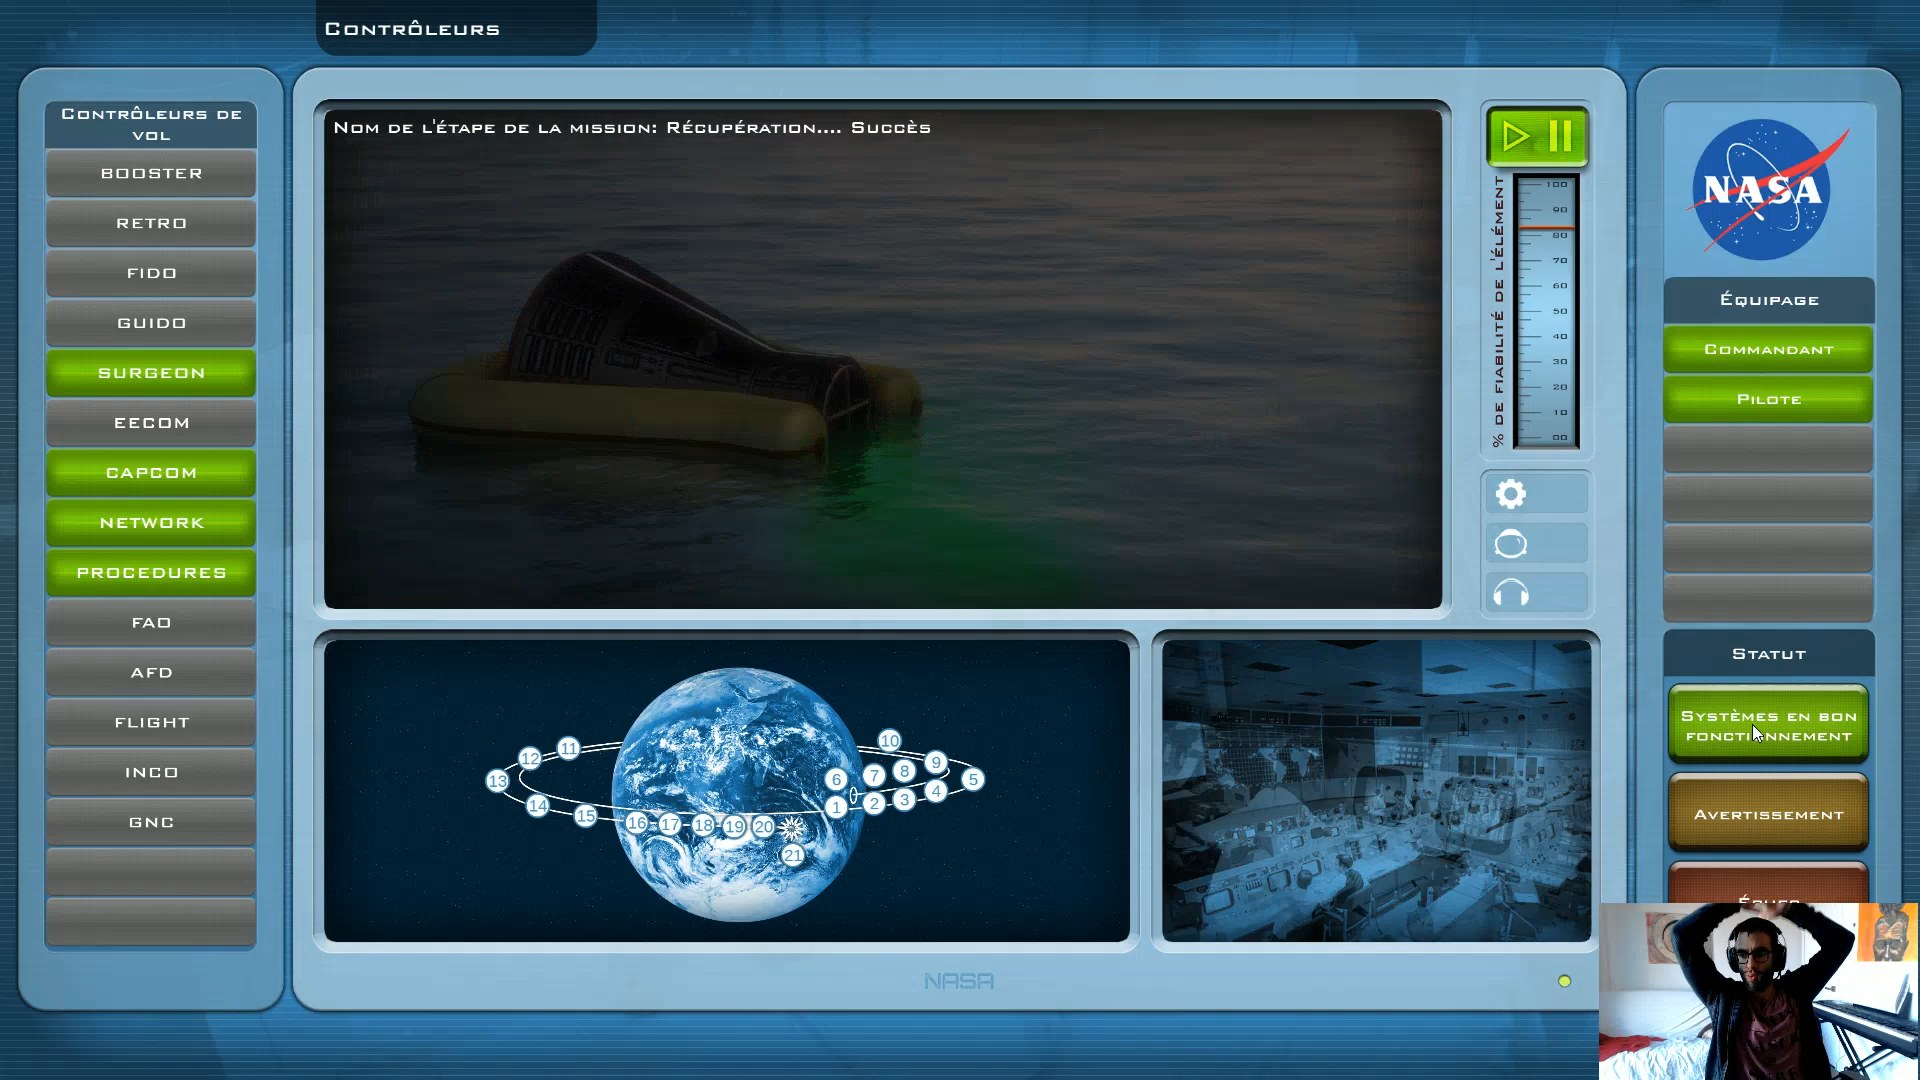 Contrôleurs
Contrôleurs de
vol
BOOSTER
RETRO
FIDO
GUIDO
SURGEON
EECOM
CAPCOM
NETWORK
PROCEDURES
FAO
AFD
FLIGHT
INCO
GNC
Nom de l'étape de la mission: Récupération.... Succès
% de fiabilité de l'élément
100
90
80
70
60
50
40
30
20
10
00
10
11
12
13
14
15
16
17
18
19
20
21
1
2
3
4
5
6
7
8
9
NASA
NASA
Équipage
Commandant
Pilote
Statut
Systèmes en bon
fonctionnement
Avertissement